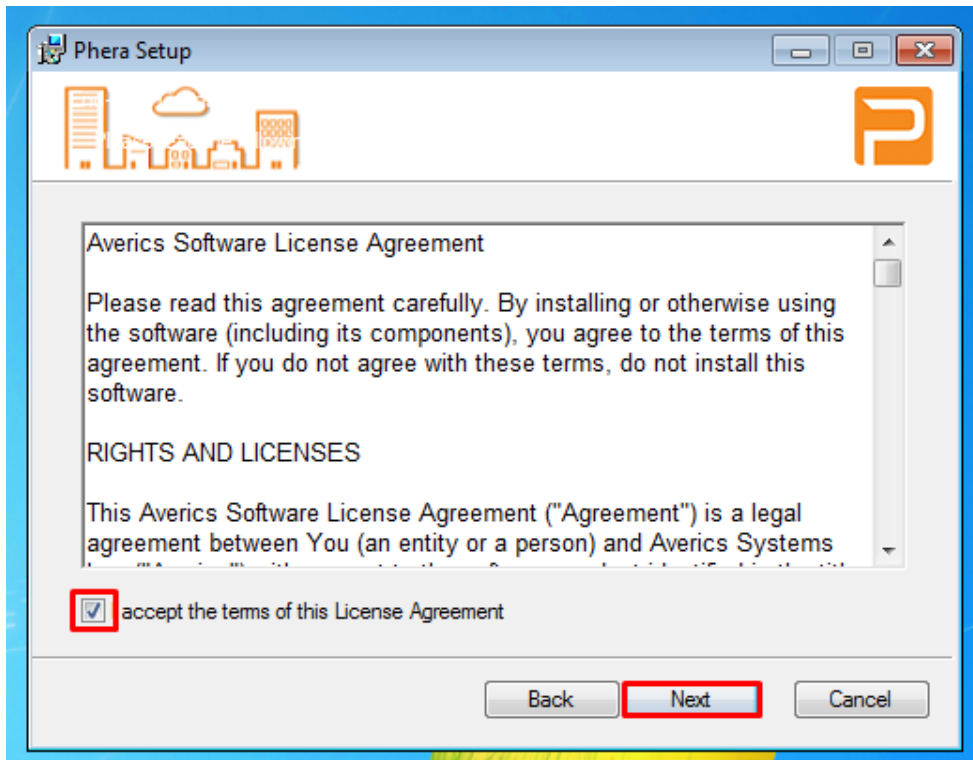 Phera Setup
Averics Software License Agreement
Please read this agreement carefully. By installing or otherwise using
the software (including its components), you agree to the terms of this
agreement. If you do not agree with these terms, do not install this
software.
RIGHTS AND LICENSES
This Averics Software License Agreement ("Agreement") is a legal
agreement between You (an entity or a person) and Averics Systems
accept the terms of this License Agreement
Back
Next
Cancel